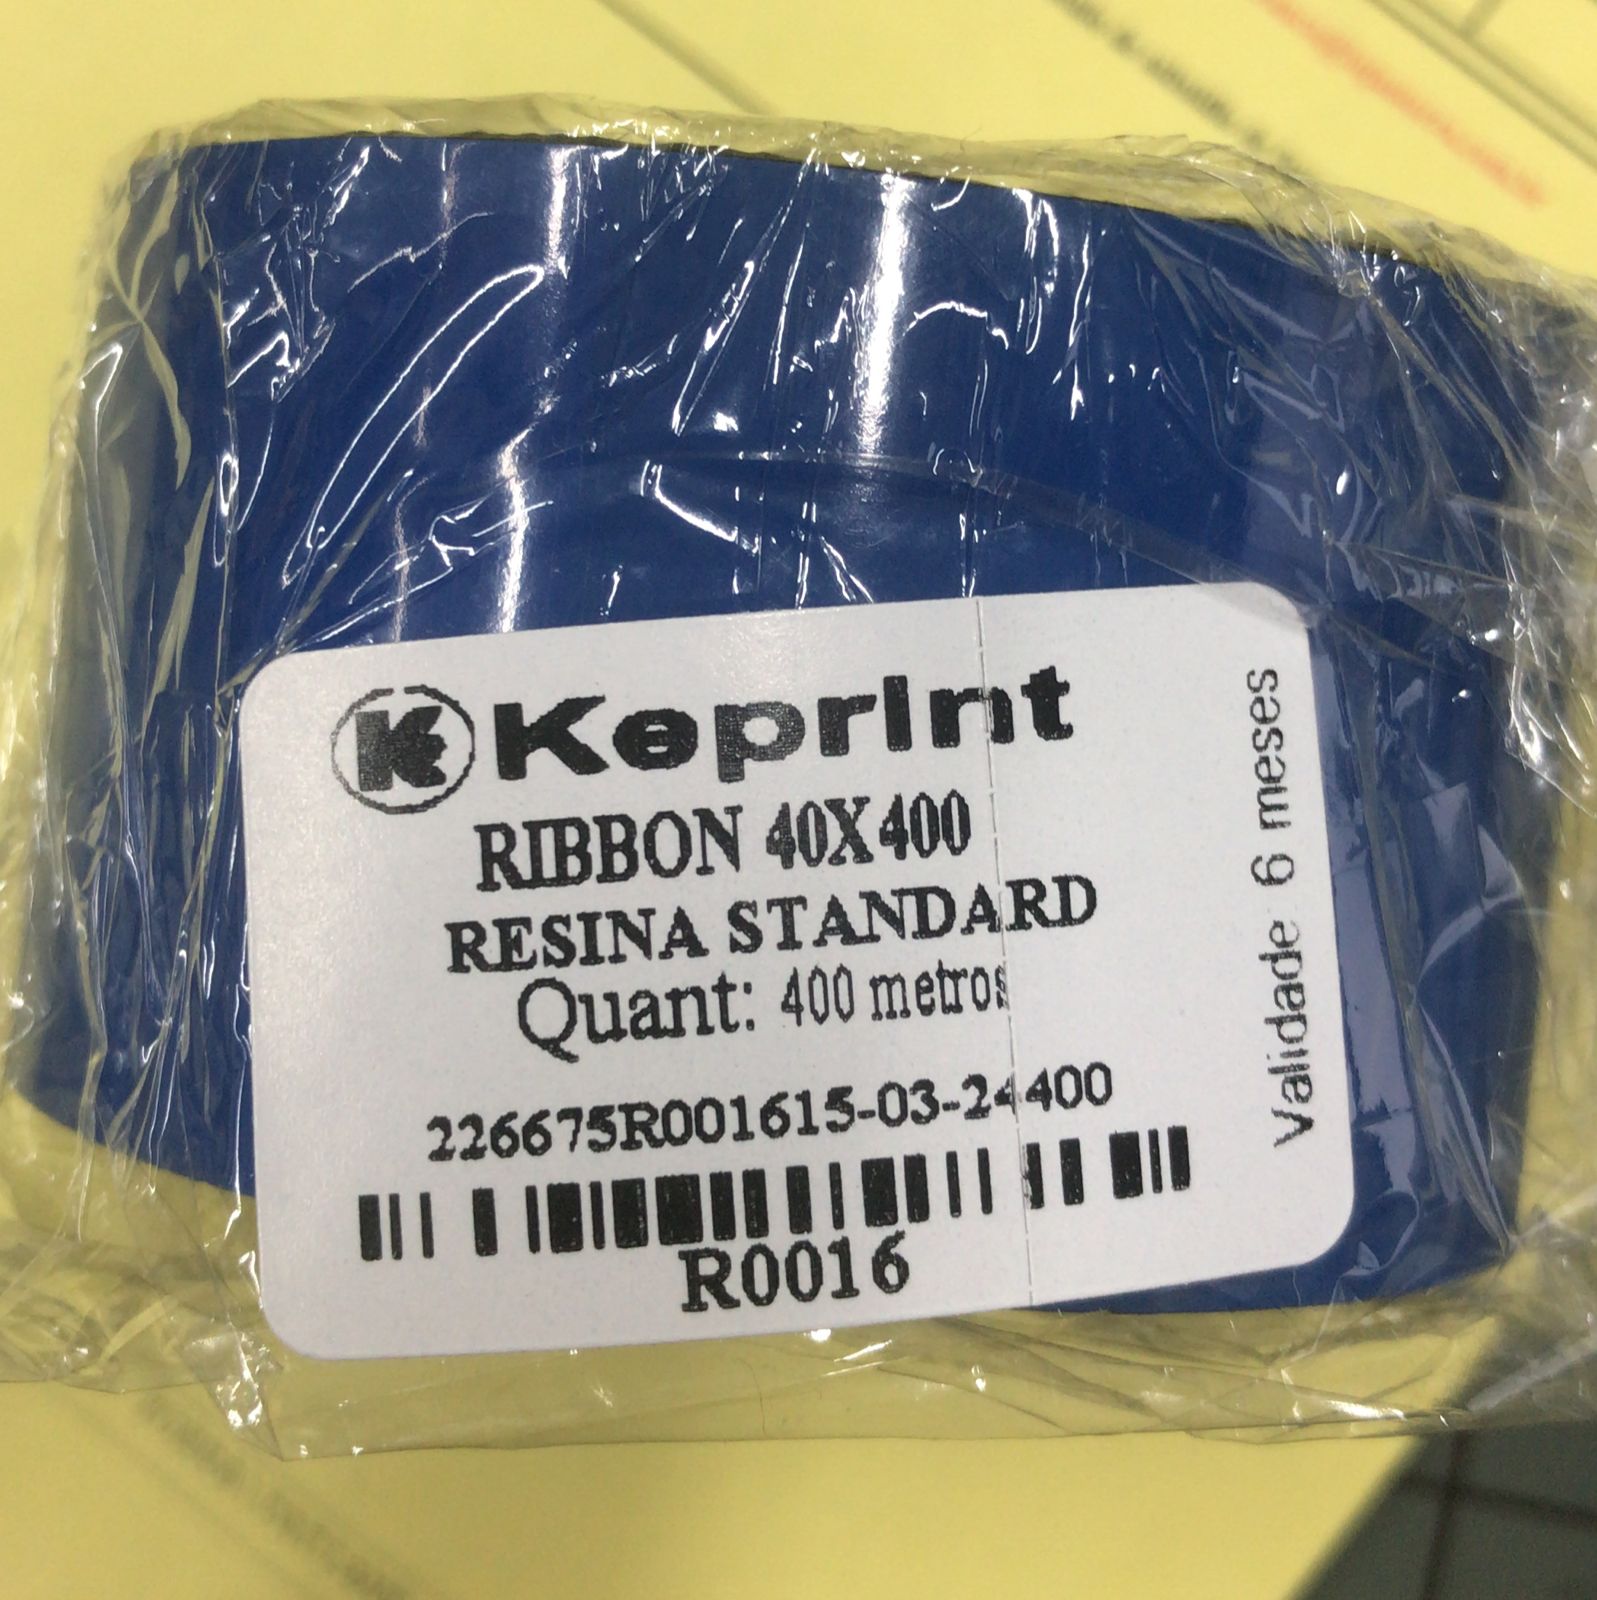 Keprint
RIBBON 40X400
RESINA STANDARD
Quant: 400 metros
226675R001615-03-24400
R0016
Validade 6 meses